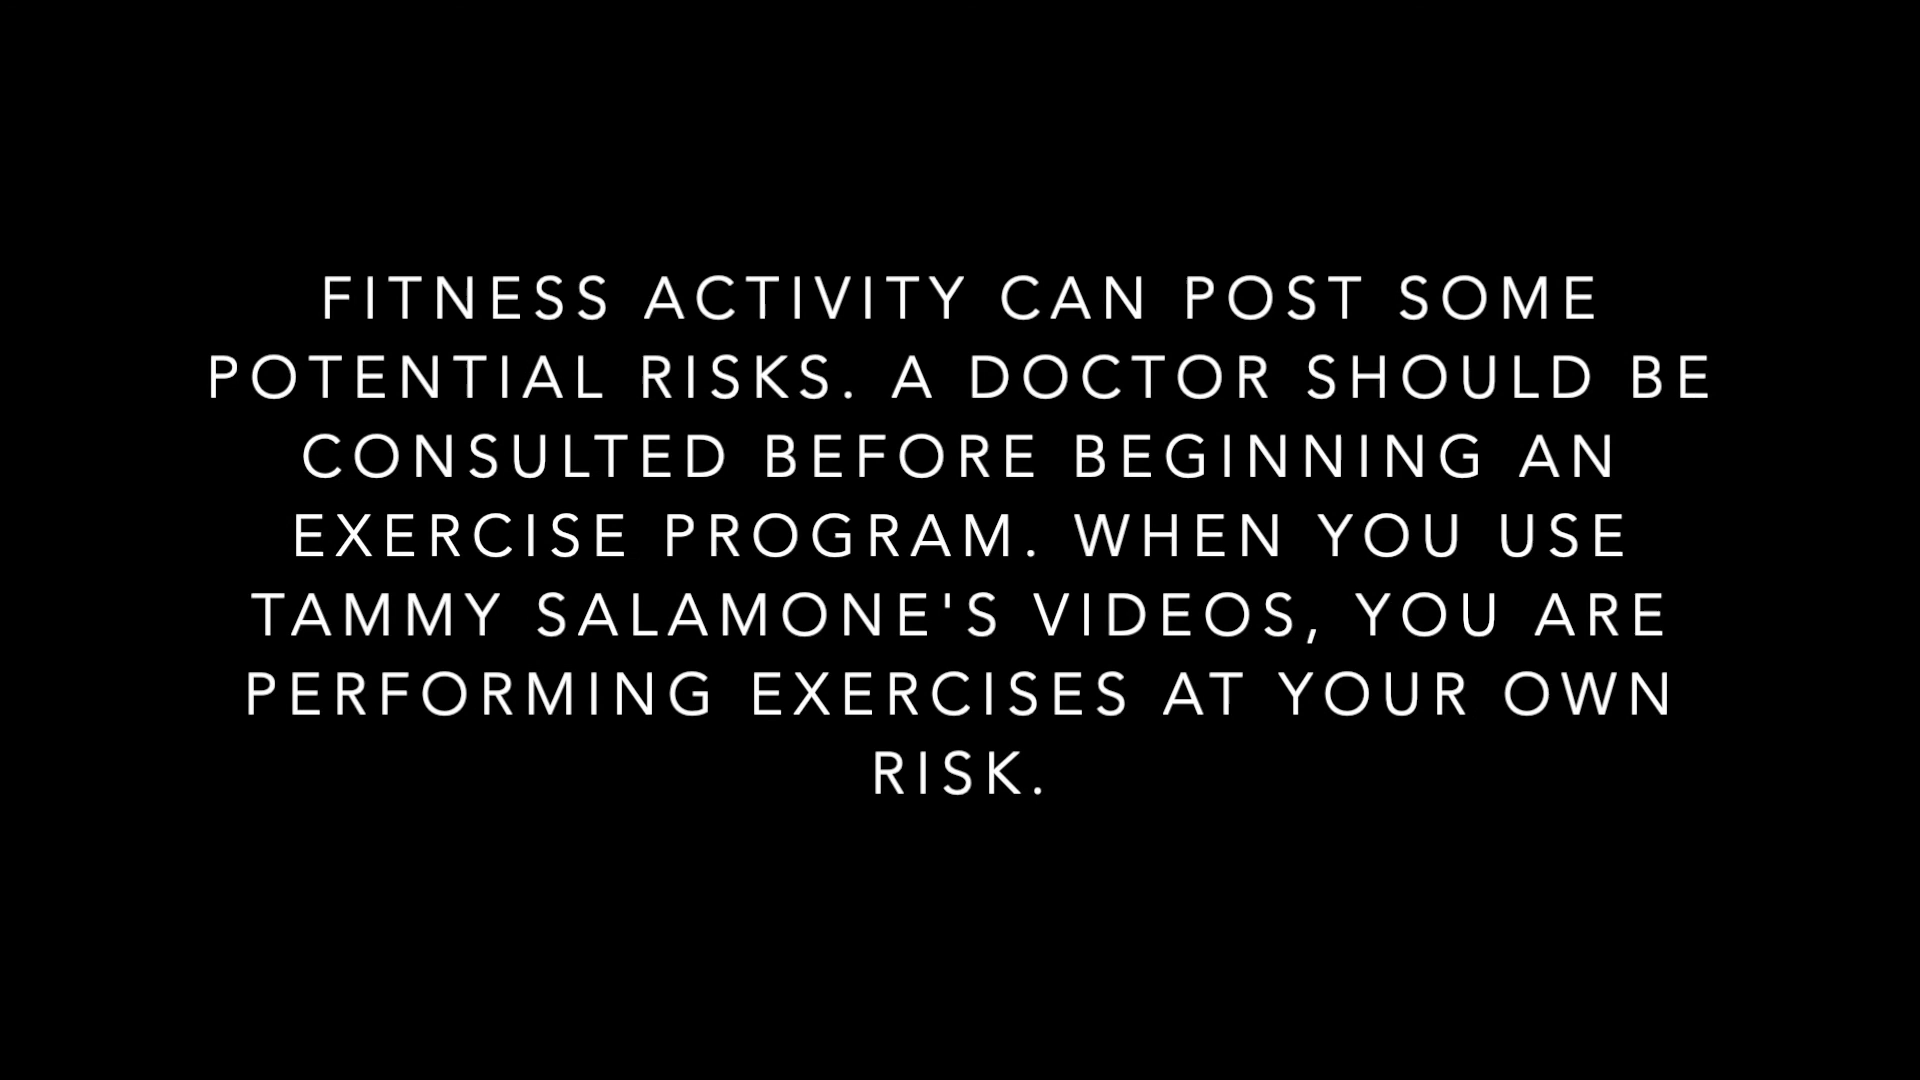 FITNESS ACTIVITY CAN POST SOME
POTENTIAL RISKS. A DOCTOR SHOULD BE
CONSULTED BEFORE BEGINNING AN
EXERCISE PROGRAM. WHEN YOU USE
TAMMY SALAMONE'S VIDEOS, YOU ARE
PERFORMING EXERCISES AT YOUR OWN
RISK.